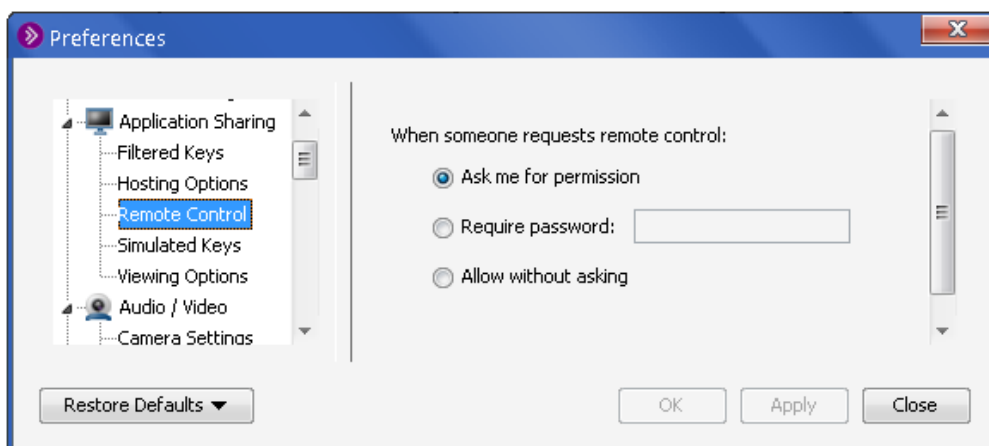 Preferences
X
Application Sharing
Filtered Keys
Hosting Options
Remote Control
Simulated Keys
Viewing Options
Audio / Video
Camera Settings
When someone requests remote control:
Ask me for permission
Require password:
Allow without asking
Restore Defaults
OK
Apply
Close